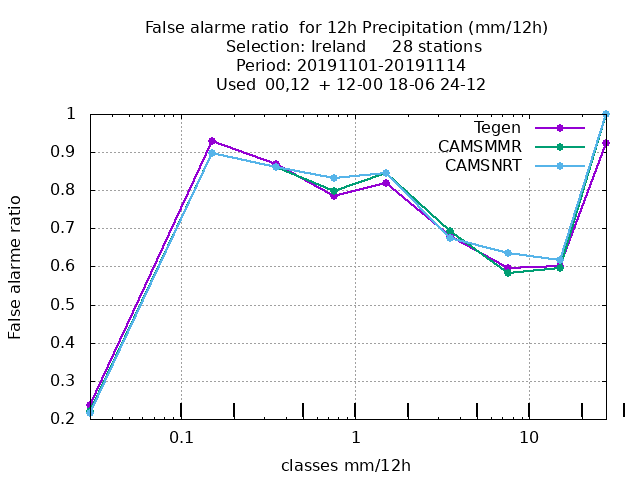 False alarme ratio  for 12h Precipitation (mm/12h)
Selection: Ireland     28 stations
Period: 20191101-20191114
Used  00,12  + 12-00 18-06 24-12
Tegen
CAMSMMR
CAMSNRT
False alarme ratio
1
0.9
0.8
0.7
0.6
0.5
0.4
0.3
0.2
0.1
1
10
classes mm/12h